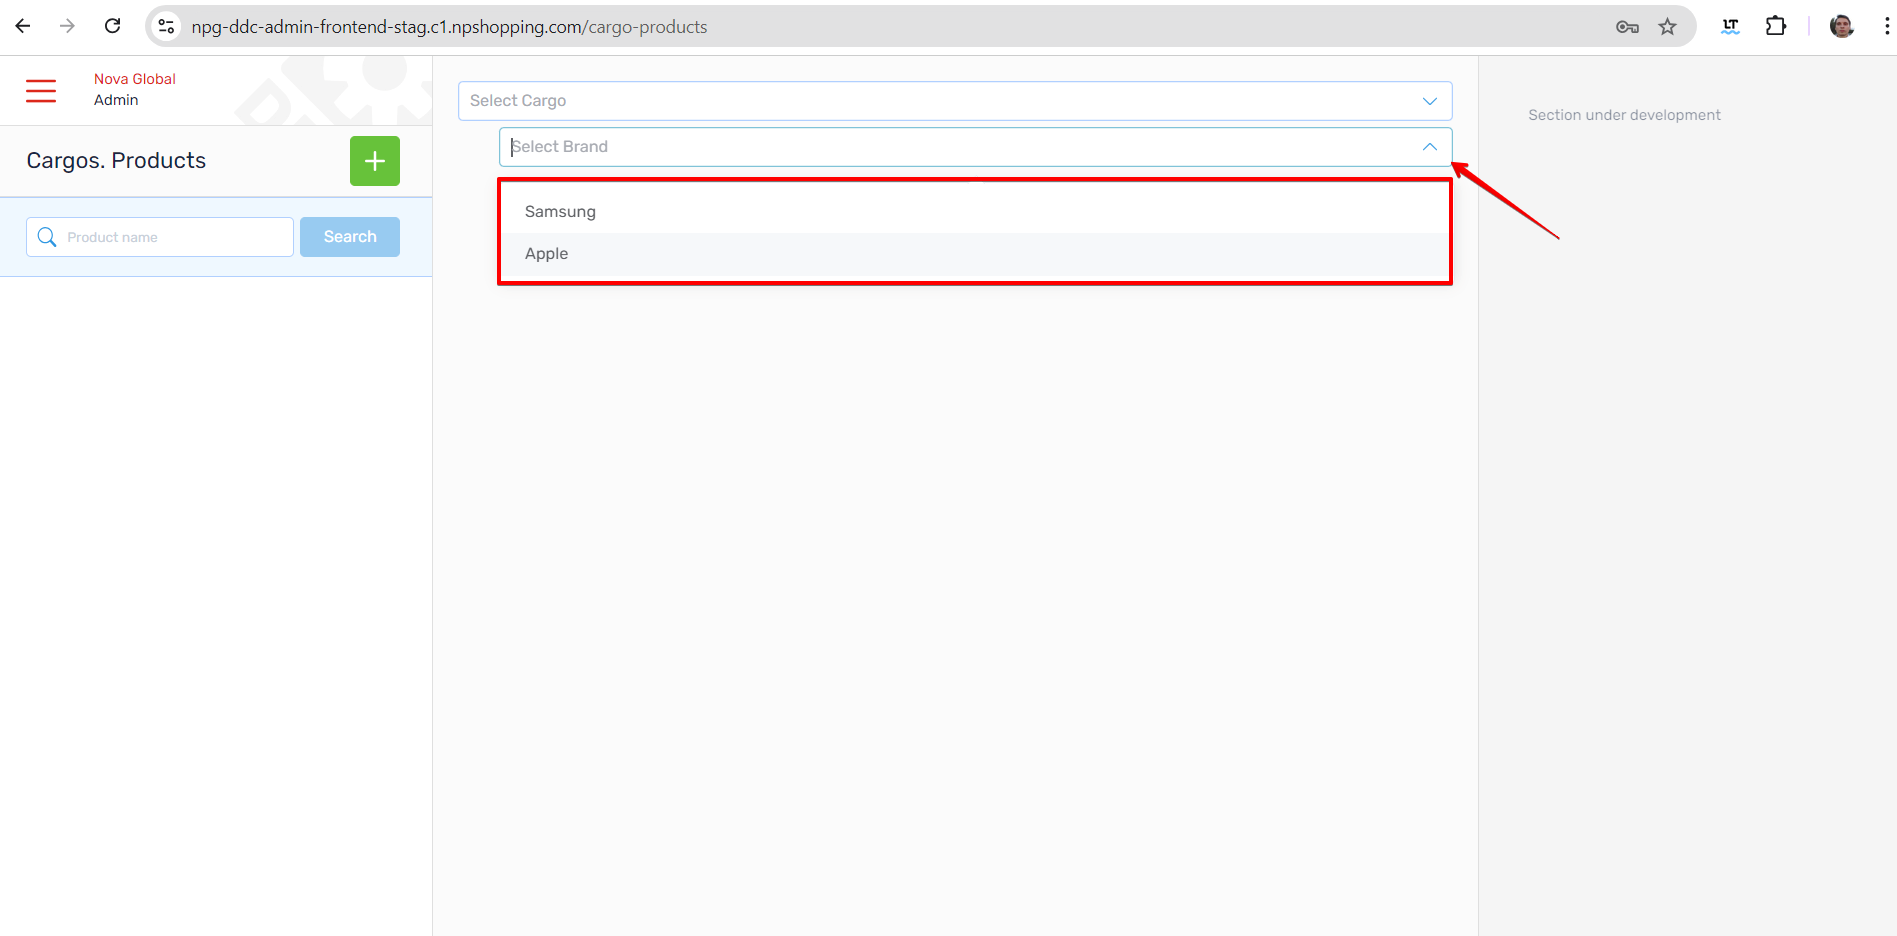 npg-ddc-admin-frontend-stag.c1.npshopping.com/cargo-products
LT
Nova Global
Admin
Cargos. Products
Product name
Search
Select Cargo
Select Brand
Samsung
Apple
Section under development